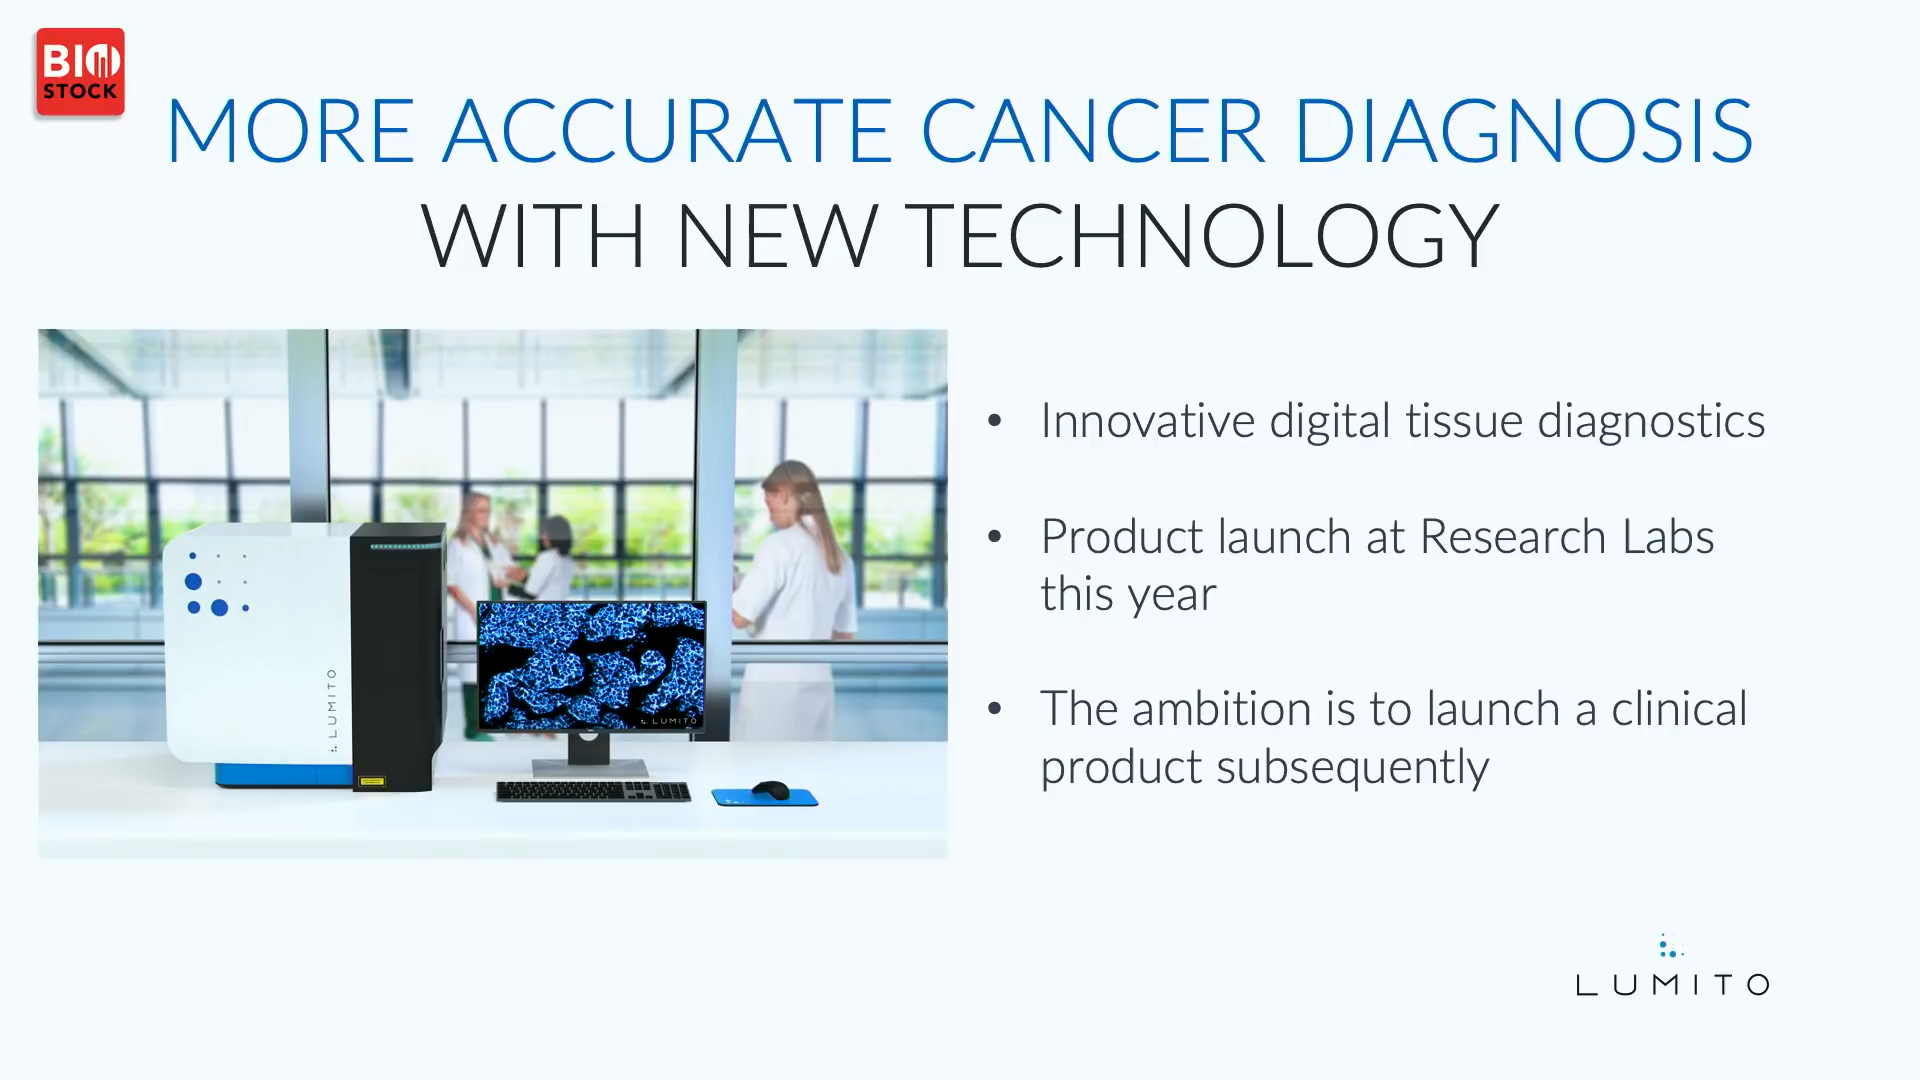 BIO
STOCK
MORE ACCURATE CANCER DIAGNOSIS
WITH NEW TECHNOLOGY
• Innovative digital tissue diagnostics
• Product launch at Research Labs
this year
• The ambition is to launch a clinical
product subsequently
LUMITO
LUMITO
LUMITO